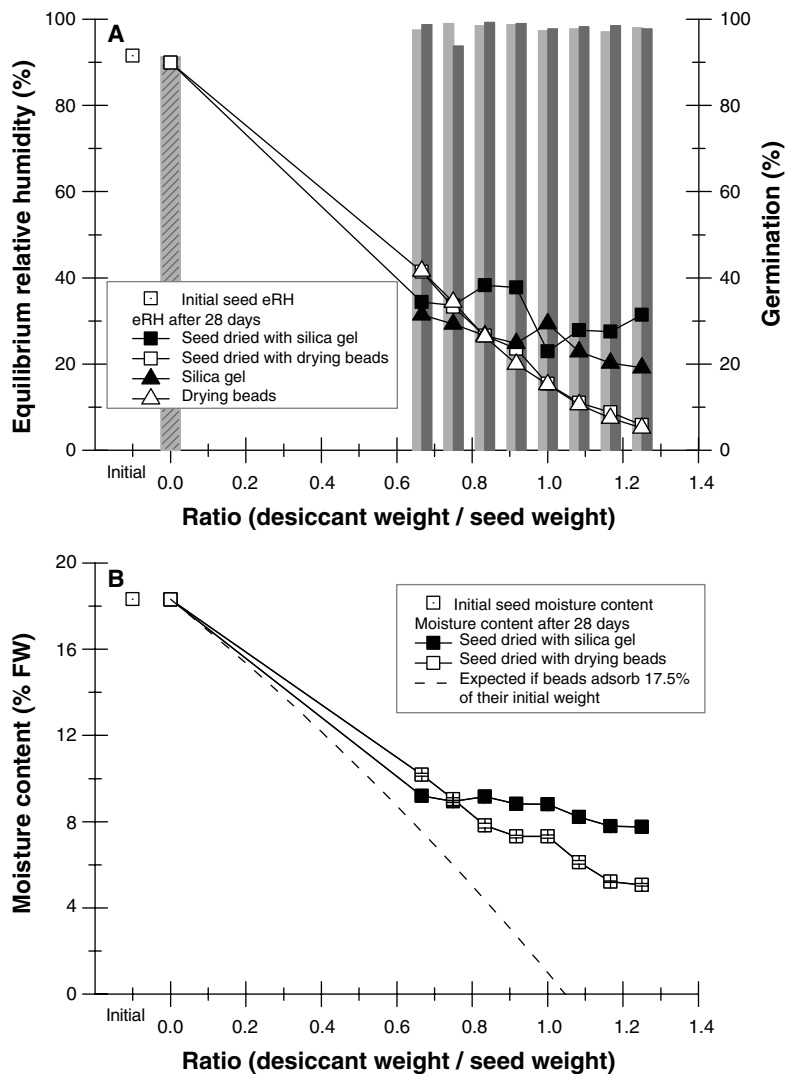 A
Equilibrium relative humidity (%)
Germination (%)
100
80
60
40
20
0
100
80
60
40
20
0
Initial seed eRH
eRH after 28 days
Seed dried with silica gel
Seed dried with drying beads
Silica gel
Drying beads
Initial
0.0
0.2
0.4
0.6
0.8
1.0
1.2
1.4
Ratio (desiccant weight / seed weight)
B
Moisture content (% FW)
20
16
12
8
4
0
Initial seed moisture content
Moisture content after 28 days
Seed dried with silica gel
Seed dried with drying beads
Expected if beads adsorb 17.5%
of their initial weight
Initial
0.0
0.2
0.4
0.6
0.8
1.0
1.2
1.4
Ratio (desiccant weight / seed weight)